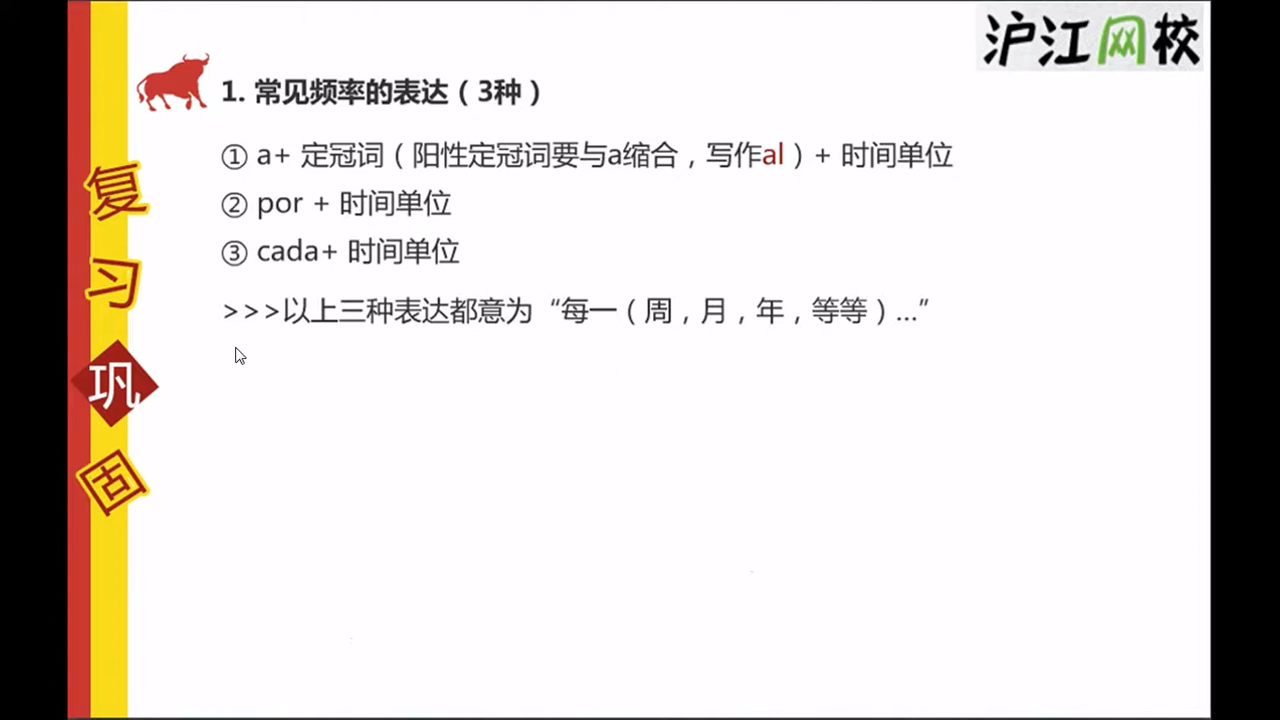 沪江网校
1. 常见频率的表达（3种）
① a+ 定冠词（阳性定冠词要与a缩合，写作al）+ 时间单位
② por + 时间单位
③ cada+ 时间单位
>>>以上三种表达都意为“每一（周，月，年，等等）...”
复
习
巩
固